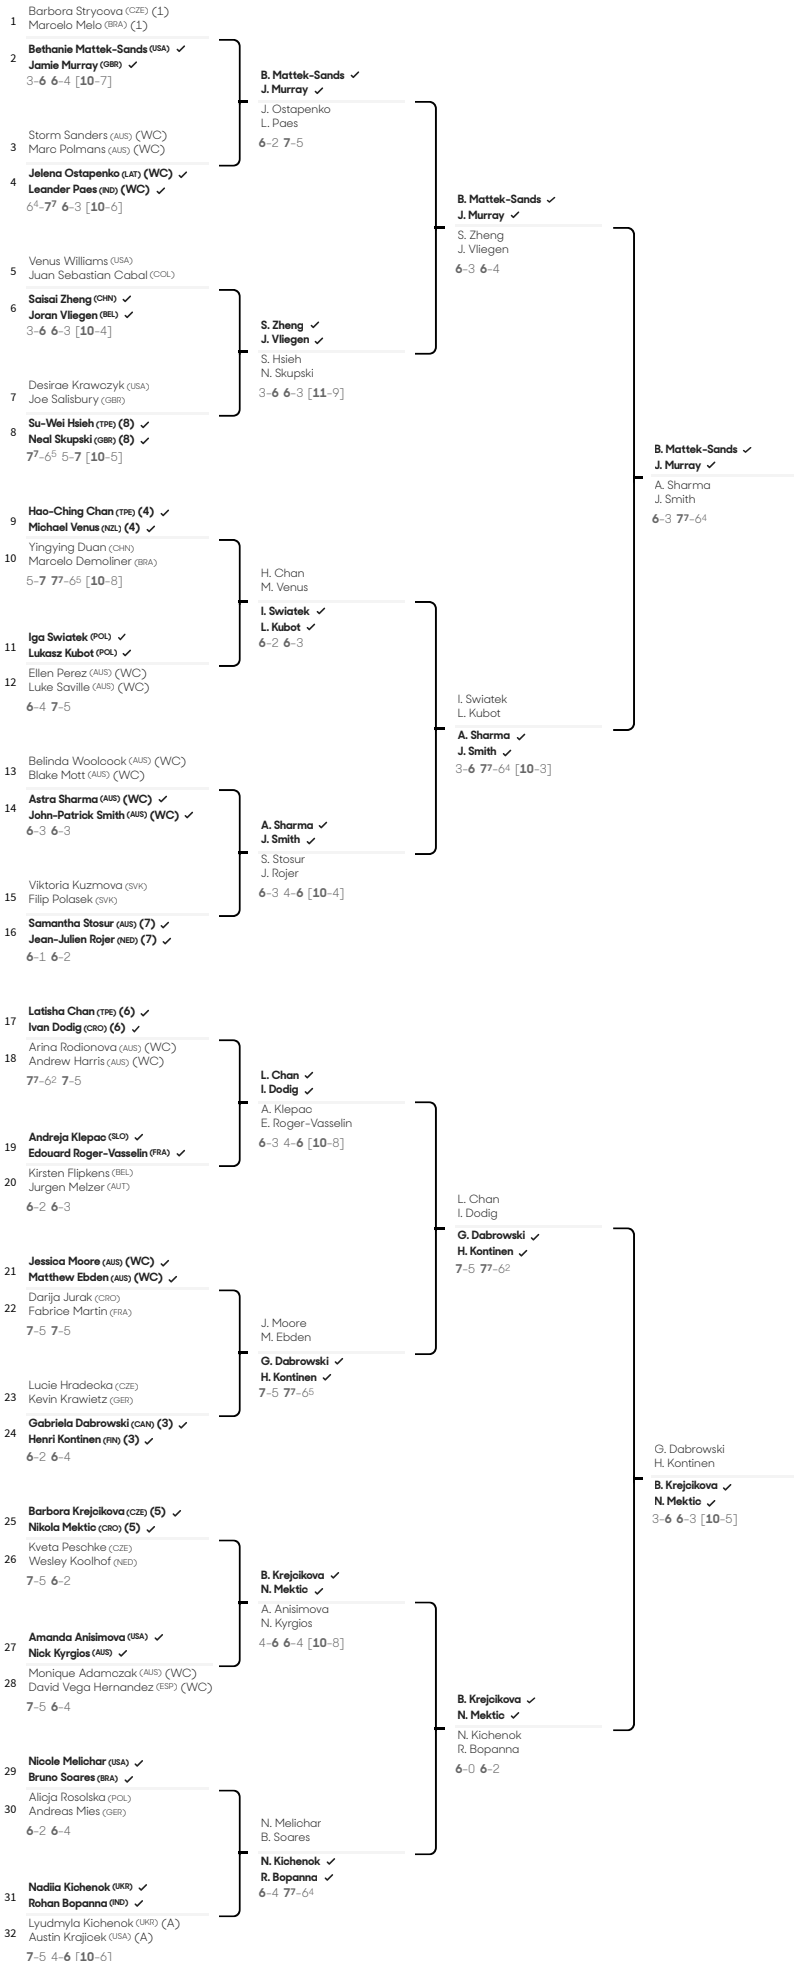 1 Barbora Strycova (CZE) (1)
Marcelo Melo (BRA) (1)
2 Bethanie Mattek-Sands (USA) ✓
Jamie Murray (GBR) ✓
3-6 6-4 [10-7]
3 Storm Sanders (AUS) (WC)
Marc Polmans (AUS) (WC)
4 Jelena Ostapenko (LAT) (WC) ✓
Leander Paes (IND) (WC) ✓
6⁴-7⁷ 6-3 [10-6]
5 Venus Williams (USA)
Juan Sebastian Cabal (COL)
6 Saisai Zheng (CHN) ✓
Joran Vliegen (BEL) ✓
3-6 6-3 [10-4]
7 Desirae Krawczyk (USA)
Joe Salisbury (GBR)
8 Su-Wei Hsieh (TPE) (8) ✓
Neal Skupski (GBR) (8) ✓
7⁷-6⁵ 5-7 [10-5]
9 Hao-Ching Chan (TPE) (4) ✓
Michael Venus (NZL) (4) ✓
10 Yingying Duan (CHN)
Marcelo Demoliner (BRA)
5-7 7⁷-6⁵ [10-8]
11 Iga Swiatek (POL) ✓
Lukasz Kubot (POL) ✓
12 Ellen Perez (AUS) (WC)
Luke Saville (AUS) (WC)
6-4 7-5
13 Belinda Woolcock (AUS) (WC)
Blake Mott (AUS) (WC)
14 Astra Sharma (AUS) (WC) ✓
John-Patrick Smith (AUS) (WC) ✓
6-3 6-3
15 Viktoria Kuzmova (SVK)
Filip Polasek (SVK)
16 Samantha Stosur (AUS) (7) ✓
Jean-Julien Rojer (NED) (7) ✓
6-1 6-2
17 Latisha Chan (TPE) (6) ✓
Ivan Dodig (CRO) (6) ✓
18 Arina Rodionova (AUS) (WC)
Andrew Harris (AUS) (WC)
7⁷-6² 7-5
19 Andreja Klepac (SLO) ✓
Edouard Roger-Vasselin (FRA) ✓
20 Kirsten Flipkens (BEL)
Jurgen Melzer (AUT)
6-2 6-3
21 Jessica Moore (AUS) (WC) ✓
Matthew Ebden (AUS) (WC) ✓
22 Darija Jurak (CRO)
Fabrice Martin (FRA)
7-5 7-5
23 Lucie Hradecka (CZE)
Kevin Krawietz (GER)
24 Gabriela Dabrowski (CAN) (3) ✓
Henri Kontinen (FIN) (3) ✓
6-2 6-4
25 Barbora Krejcikova (CZE) (5) ✓
Nikola Mektic (CRO) (5) ✓
26 Kveta Peschke (CZE)
Wesley Koolhof (NED)
7-5 6-2
27 Amanda Anisimova (USA) ✓
Nick Kyrgios (AUS) ✓
28 Monique Adamczak (AUS) (WC)
David Vega Hernandez (ESP) (WC)
7-5 6-4
29 Nicole Melichar (USA) ✓
Bruno Soares (BRA) ✓
30 Alicja Rosolska (POL)
Andreas Mies (GER)
6-2 6-4
31 Nadiia Kichenok (UKR) ✓
Rohan Bopanna (IND) ✓
32 Lyudmyla Kichenok (UKR) (A)
Austin Krajicek (USA) (A)
7-5 4-6 [10-6]
B. Mattek-Sands ✓
J. Murray ✓
J. Ostapenko
L. Paes
6-2 7-5
S. Zheng ✓
J. Vliegen ✓
S. Hsieh
N. Skupski
3-6 6-3 [11-9]
H. Chan
M. Venus
I. Swiatek ✓
L. Kubot ✓
6-2 6-3
A. Sharma ✓
J. Smith ✓
S. Stosur
J. Rojer
6-3 4-6 [10-4]
L. Chan ✓
I. Dodig ✓
A. Klepac
E. Roger-Vasselin
6-3 4-6 [10-8]
J. Moore
M. Ebden
G. Dabrowski ✓
H. Kontinen ✓
7-5 7⁷-6⁵
B. Krejcikova ✓
N. Mektic ✓
A. Anisimova
N. Kyrgios
4-6 6-4 [10-8]
N. Melichar
B. Soares
N. Kichenok ✓
R. Bopanna ✓
6-4 7⁷-6⁴
B. Mattek-Sands ✓
J. Murray ✓
S. Zheng
J. Vliegen
6-3 6-4
I. Swiatek
L. Kubot
A. Sharma ✓
J. Smith ✓
3-6 7⁷-6⁴ [10-3]
L. Chan
I. Dodig
G. Dabrowski ✓
H. Kontinen ✓
7-5 7⁷-6²
B. Krejcikova ✓
N. Mektic ✓
N. Kichenok
R. Bopanna
6-0 6-2
B. Mattek-Sands ✓
J. Murray ✓
A. Sharma
J. Smith
6-3 7⁷-6⁴
G. Dabrowski
H. Kontinen
B. Krejcikova ✓
N. Mektic ✓
3-6 6-3 [10-5]